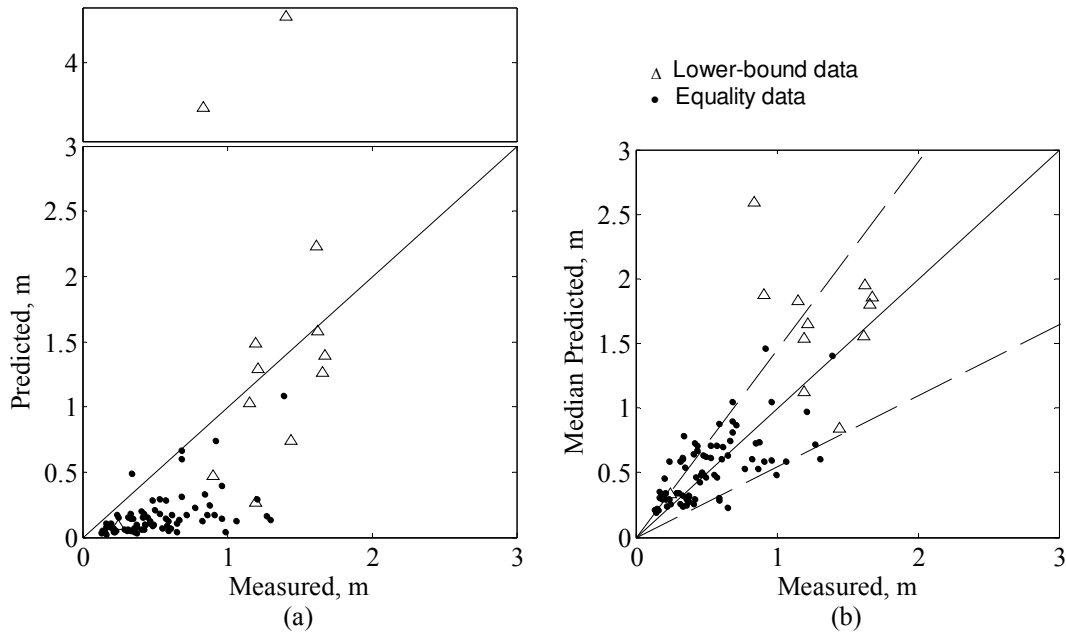 4
3
3
2.5
2
1.5
1
0.5
0
0 1 2 3
Predicted, m
Measured, m
(a)
Lower-bound data
Equality data
3
2.5
2
1.5
1
0.5
0
0 1 2 3
Median Predicted, m
Measured, m
(b)